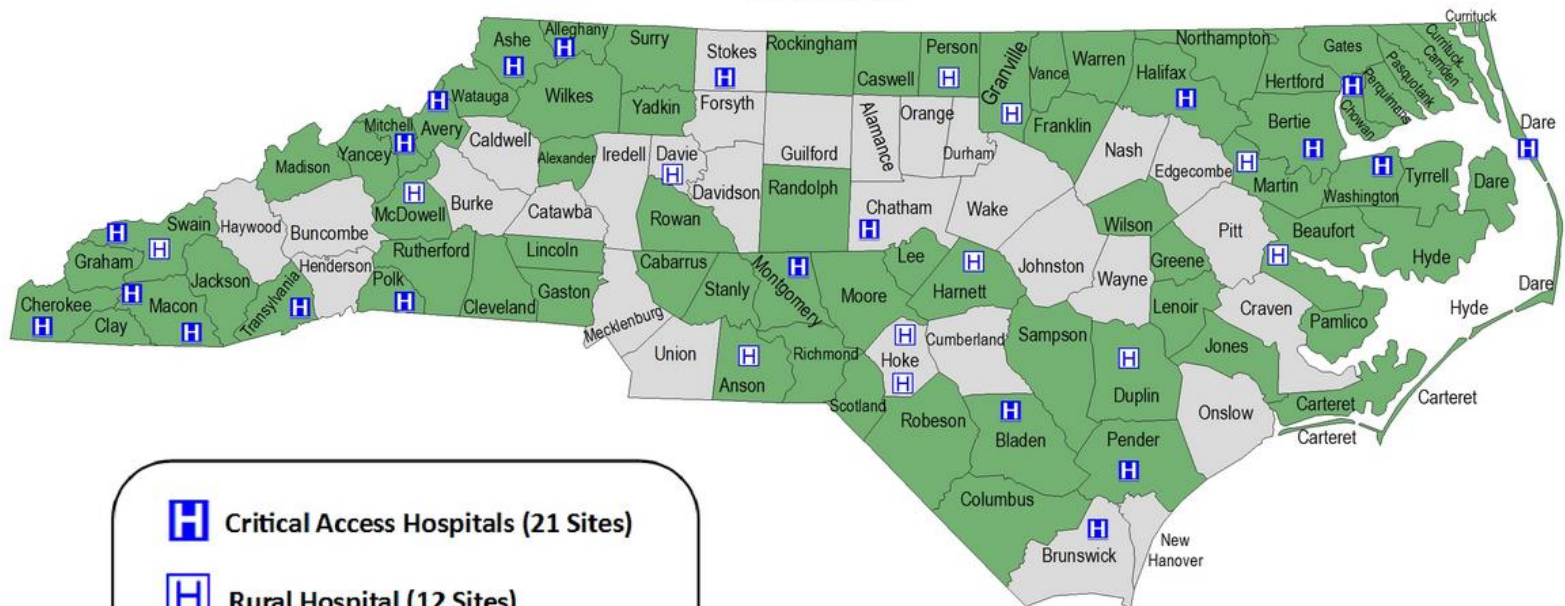 Currituck
Alleghany
Ashe
Surry
Stokes
Rockingham
Caswell
Person
Granville
Vance
Warren
Northampton
Halifax
Hertford
Gates
Currituck
Camden
Pasquotank
Perquimans
Chowan
Bertie
Dare
Watauga
Wilkes
Yadkin
Forsyth
Guilford
Alamance
Orange
Durham
Franklin
Nash
Edgecombe
Martin
Washington
Tyrrell
Dare
Mitchell
Avery
Caldwell
Alexander
Iredell
Davie
Davidson
Randolph
Chatham
Wake
Wilson
Pitt
Beaufort
Hyde
Madison
Yancey
McDowell
Burke
Catawba
Rowan
Swain
Haywood
Buncombe
Rutherford
Lincoln
Cabarrus
Lee
Johnston
Wayne
Greene
Graham
Jackson
Henderson
Polk
Cleveland
Gaston
Stanly
Montgomery
Moore
Harnett
Lenoir
Craven
Pamlico
Hyde
Dare
Cherokee
Clay
Macon
Transylvania
Mecklenburg
Union
Anson
Richmond
Hoke
Cumberland
Sampson
Duplin
Jones
Onslow
Carteret
Carteret
Carteret
Scotland
Robeson
Bladen
Pender
Columbus
Brunswick
New
Hanover
H Critical Access Hospitals (21 Sites)
H Rural Hospital (12 Sites)